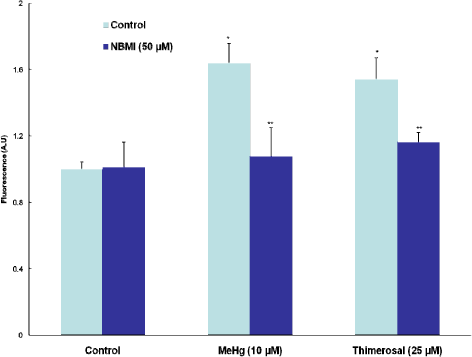 2
Control
NBMI (50 µM)
*
*
1.6
**
**
1.2
Fluorescence (A.U)
0.8
0.4
0
Control
MeHg (10 µM)
Thimerosal (25 µM)